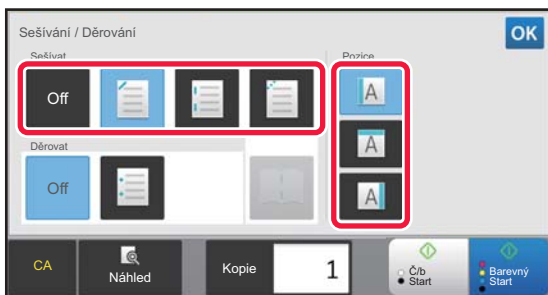 Sešívání / Děrování
OK
Sešívat
Pozice
Off
A
Děrovat
A
Off
A
CA
Náhled
Kopie
1
Č/b
Start
Barevný
Start